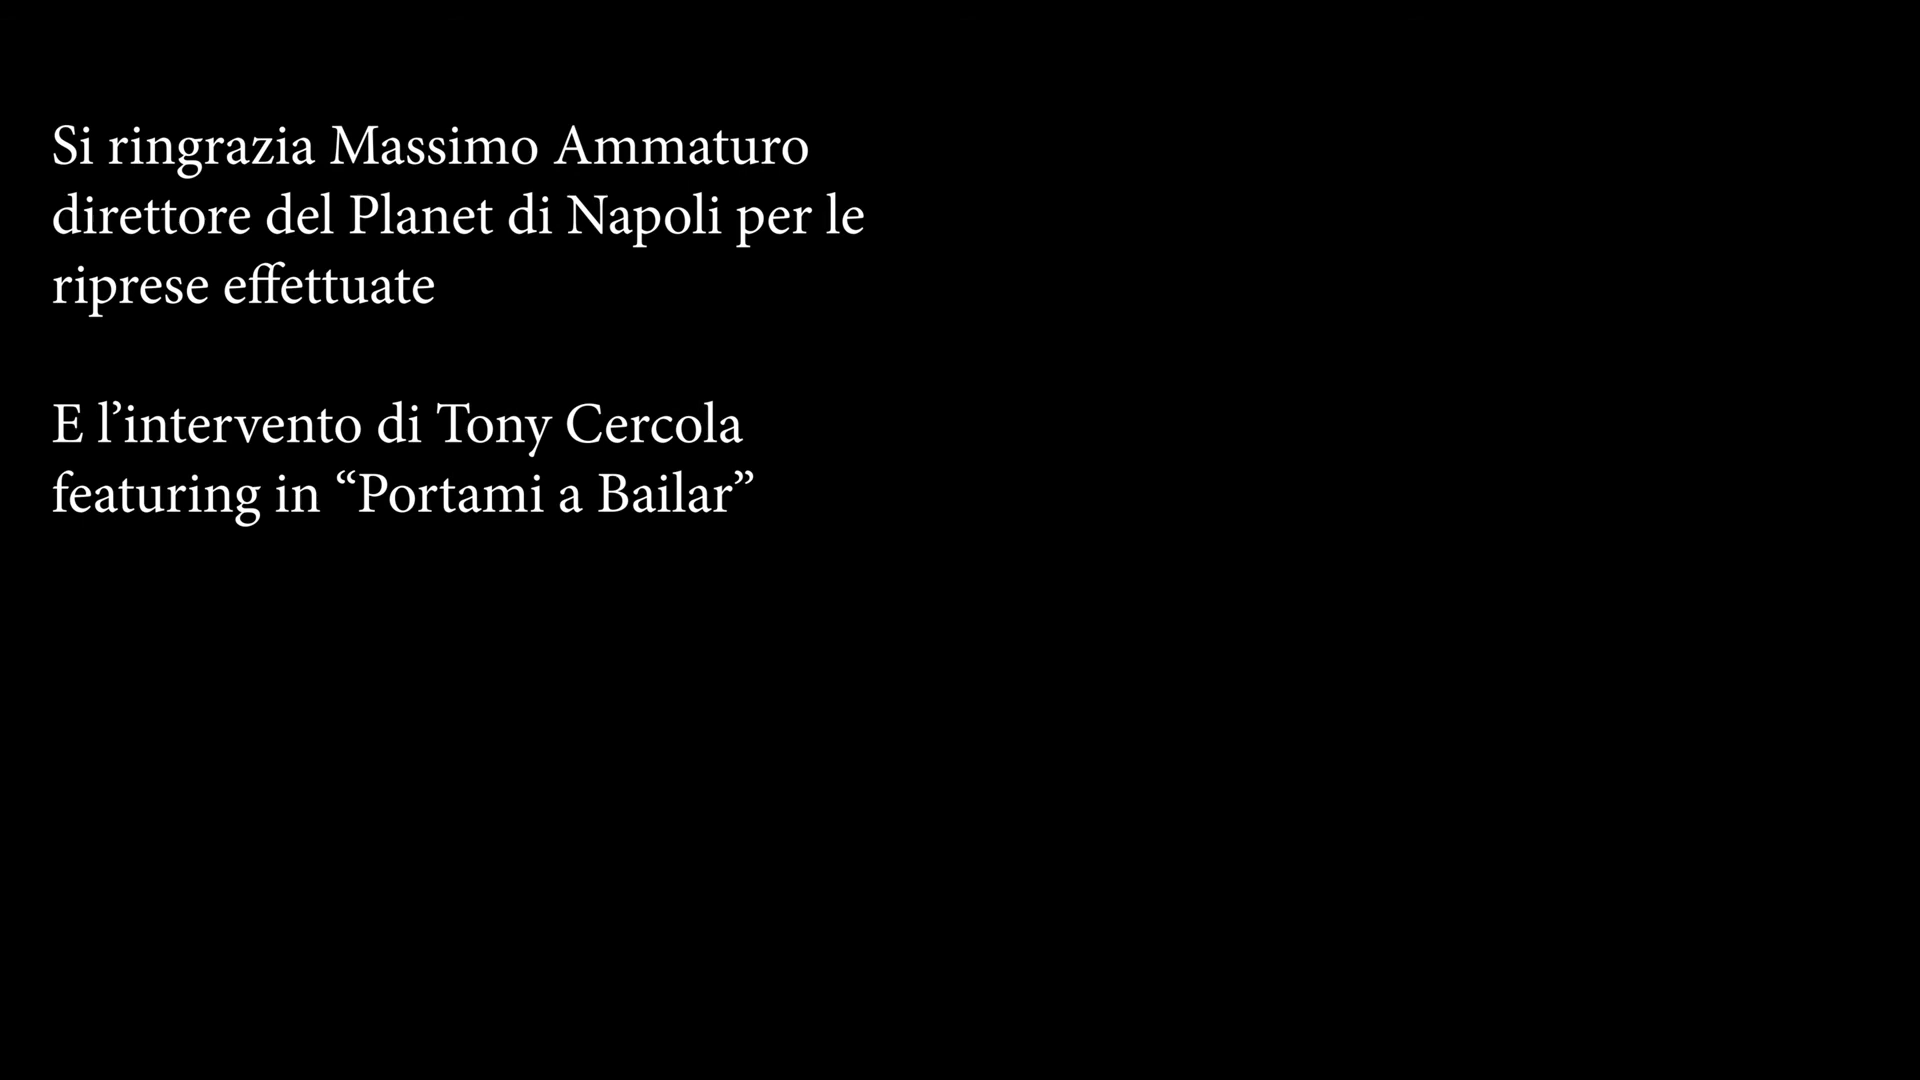 Si ringrazia Massimo Ammaturo
direttore del Planet di Napoli per le
riprese effettuate
E l’intervento di Tony Cercola
featuring in “Portami a Bailar”